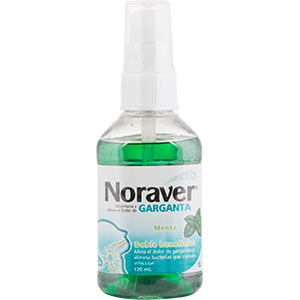 Noraver
Desinfecta y
Alivia el Dolor de GARGANTA
Menta
Doble beneficio
Alivia el dolor de garganta y
elimina bacterias que causan
infección
120 mL